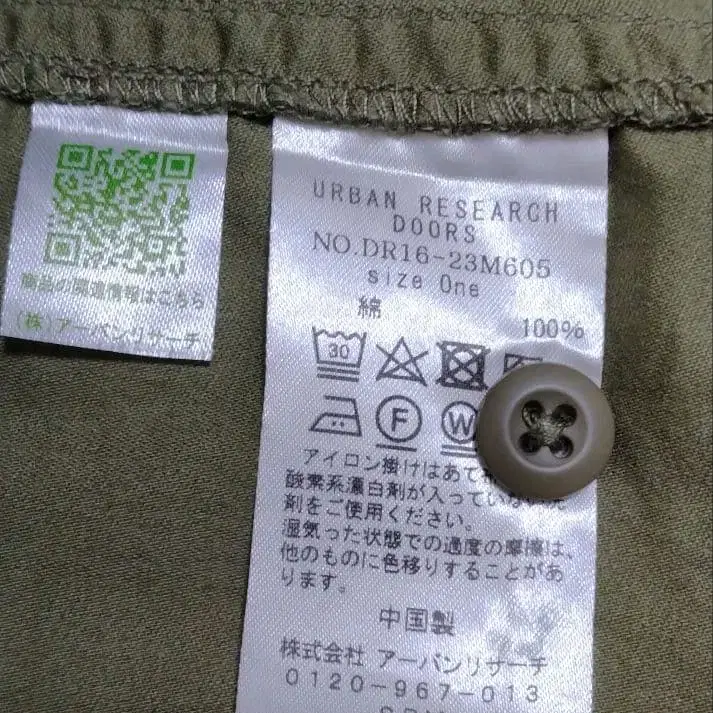 商品の関連情報はこちら
(株)アーバンリサーチ
URBAN RESEARCH
DOORS
NO.DR16-23M605
size One
綿 100%
30
F
W
アイロン掛けはあて
酸素系漂白剤が入っていない洗
剤をご使用ください。
湿気った状態での過度の摩擦は、
他のものに色移りすることがあ
ります。
中国製
株式会社 アーバンリサーチ
0120-967-013